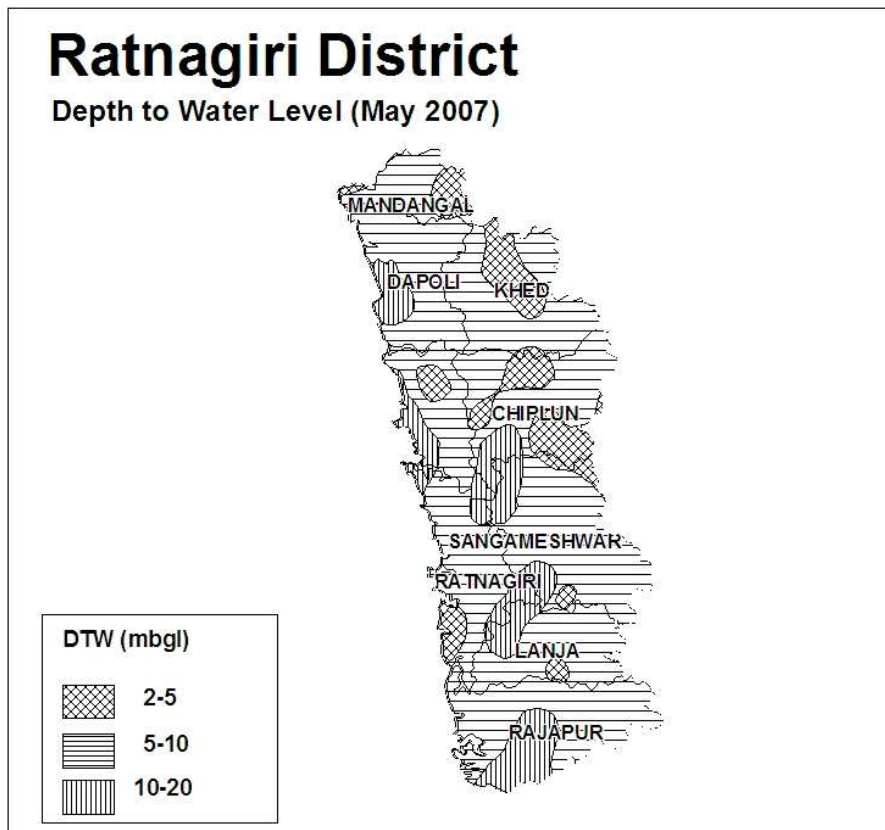 Ratnagiri District
Depth to Water Level (May 2007)
MANDANGAL
DAPOLI
KHED
CHIPLUN
SANGAMESHWAR
RATNAGIRI
LANJA
RAJAPUR
DTW (mbgl)
2-5
5-10
10-20